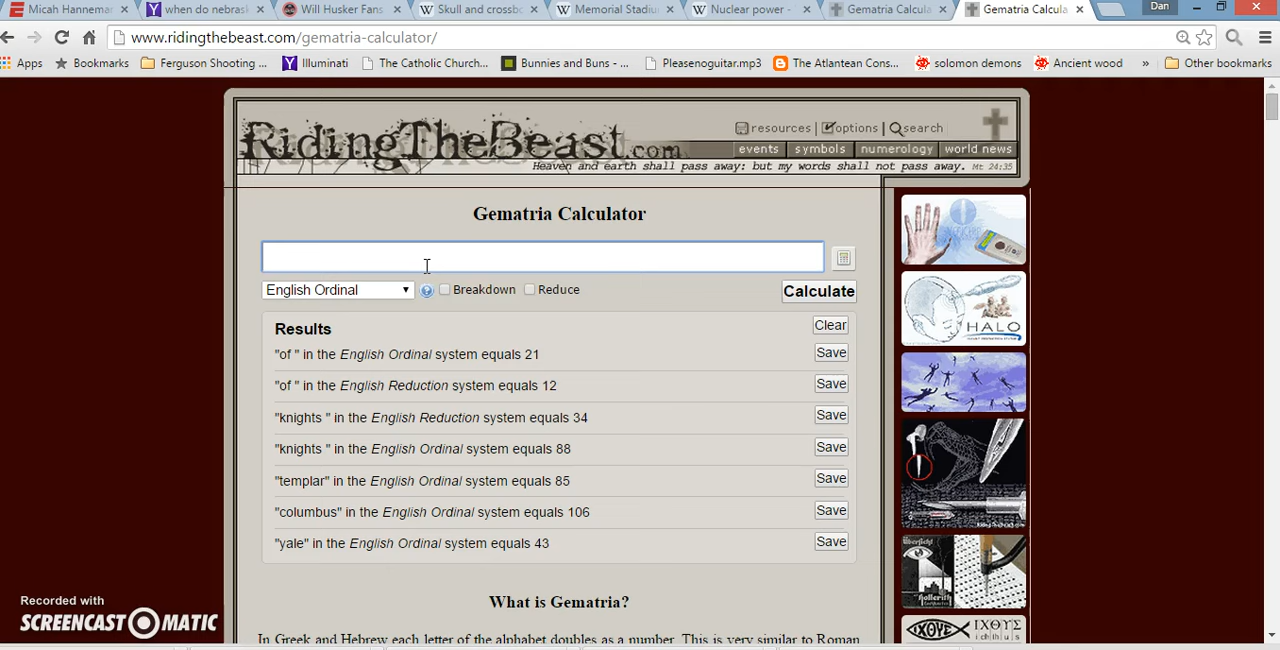 Micah Hanneman
when do nebrask
Will Husker Fans
Skull and crossbo
Memorial Stadiu
Nuclear power -
Gematria Calcula
Gematria Calcula
Dan
www.ridingthebeast.com/gematria-calculator/
Apps
Bookmarks
Ferguson Shooting ...
Illuminati
The Catholic Church...
Bunnies and Buns - ...
Pleasenoguitar.mp3
The Atlantean Cons...
solomon demons
Ancient wood
»
Other bookmarks
RidingTheBeast.com
resources | options | search
events | symbols | numerology | world news
Heaven and earth shall pass away: but my words shall not pass away. Mt 24:35
Gematria Calculator
English Ordinal
Breakdown
Reduce
Calculate
Results
Clear
"of " in the English Ordinal system equals 21
Save
"of " in the English Reduction system equals 12
Save
"knights " in the English Reduction system equals 34
Save
"knights " in the English Ordinal system equals 88
Save
"templar" in the English Ordinal system equals 85
Save
"columbus" in the English Ordinal system equals 106
Save
"yale" in the English Ordinal system equals 43
Save
What is Gematria?
In Greek and Hebrew each letter of the alphabet doubles as a number. This is very similar to Roman
HALO
ΙΧΘΥΣ
Recorded with
SCREENCAST-O-MATIC